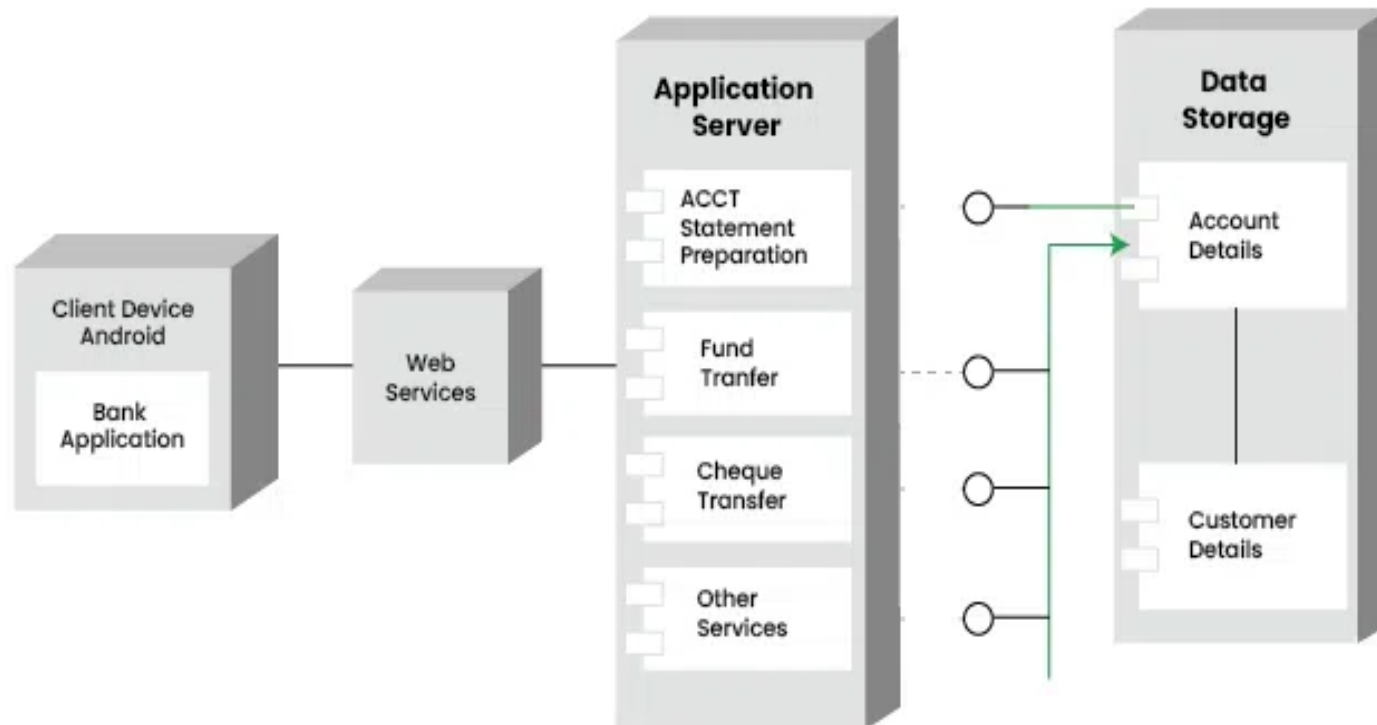 Client Device
Android
Bank
Application
Web
Services
Application
Server
ACCT
Statement
Preparation
Fund
Tranfer
Cheque
Transfer
Other
Services
Data
Storage
Account
Details
Customer
Details